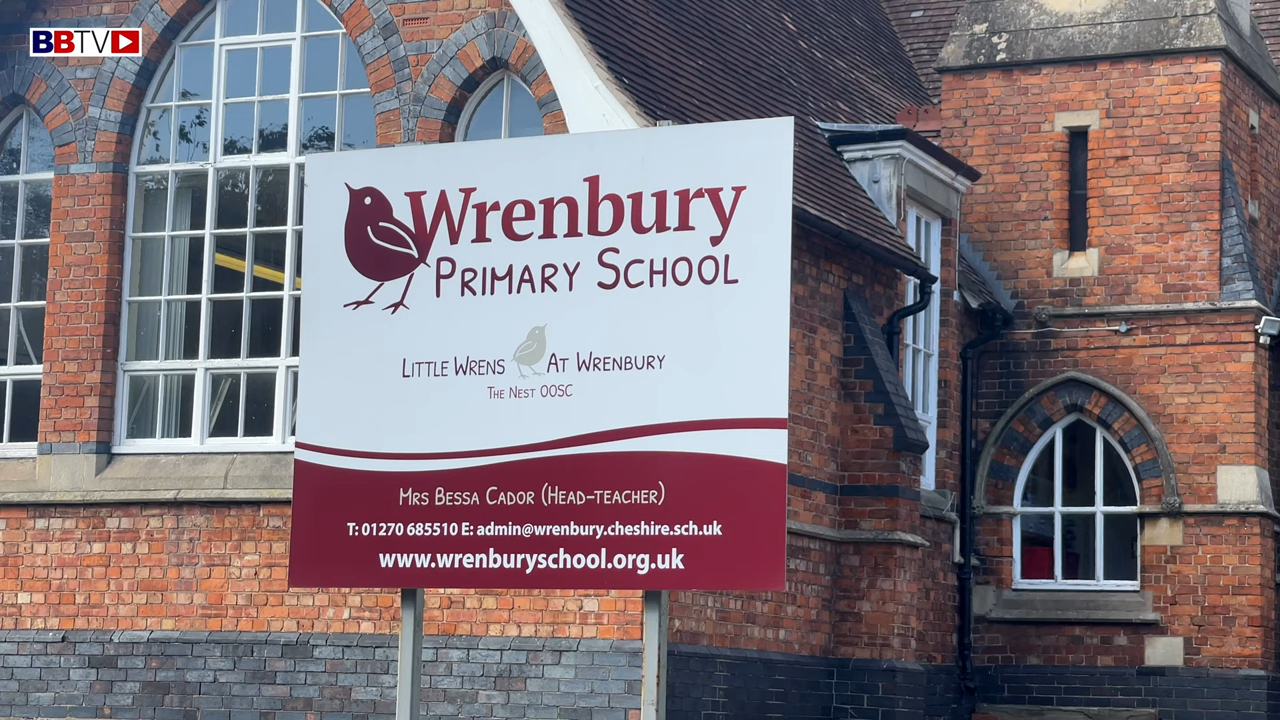 BBTV
Wrenbury
Primary School
Little Wrens At Wrenbury
The Nest OOSC
Mrs Bessa Cador (Head-teacher)
T: 01270 685510 E: admin@wrenbury.cheshire.sch.uk
www.wrenburyschool.org.uk